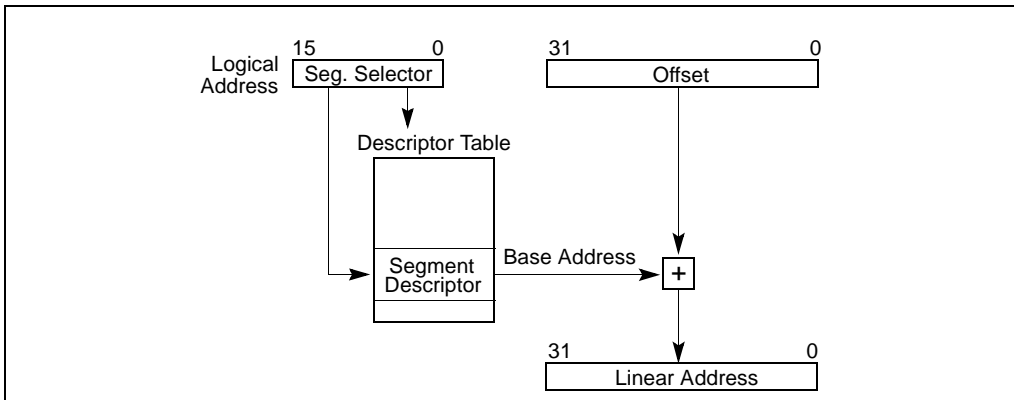 15 0
31 0
Logical
Address
Seg. Selector
Offset
Descriptor Table
Base Address
Segment
Descriptor
+
31 0
Linear Address